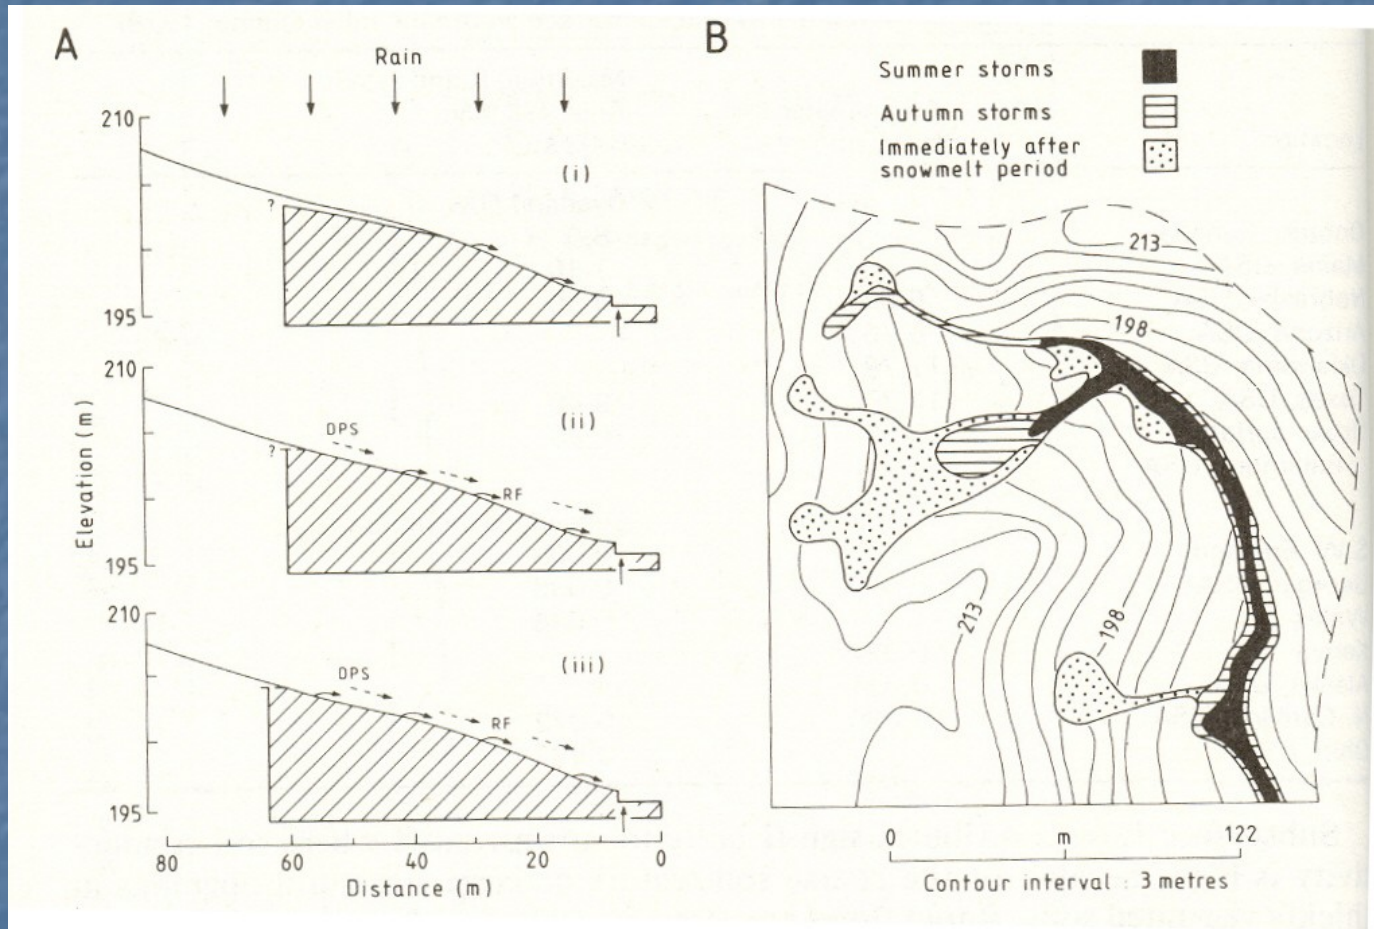 A
Rain
210
(i)
?
195
210
DPS
(ii)
?
RF
195
210
DPS
(iii)
RF
195
Elevation (m)
80 60 40 20 0
Distance (m)
B
Summer storms
Autumn storms
Immediately after
snowmelt period
213
198
213
198
0 m 122
Contour interval : 3 metres